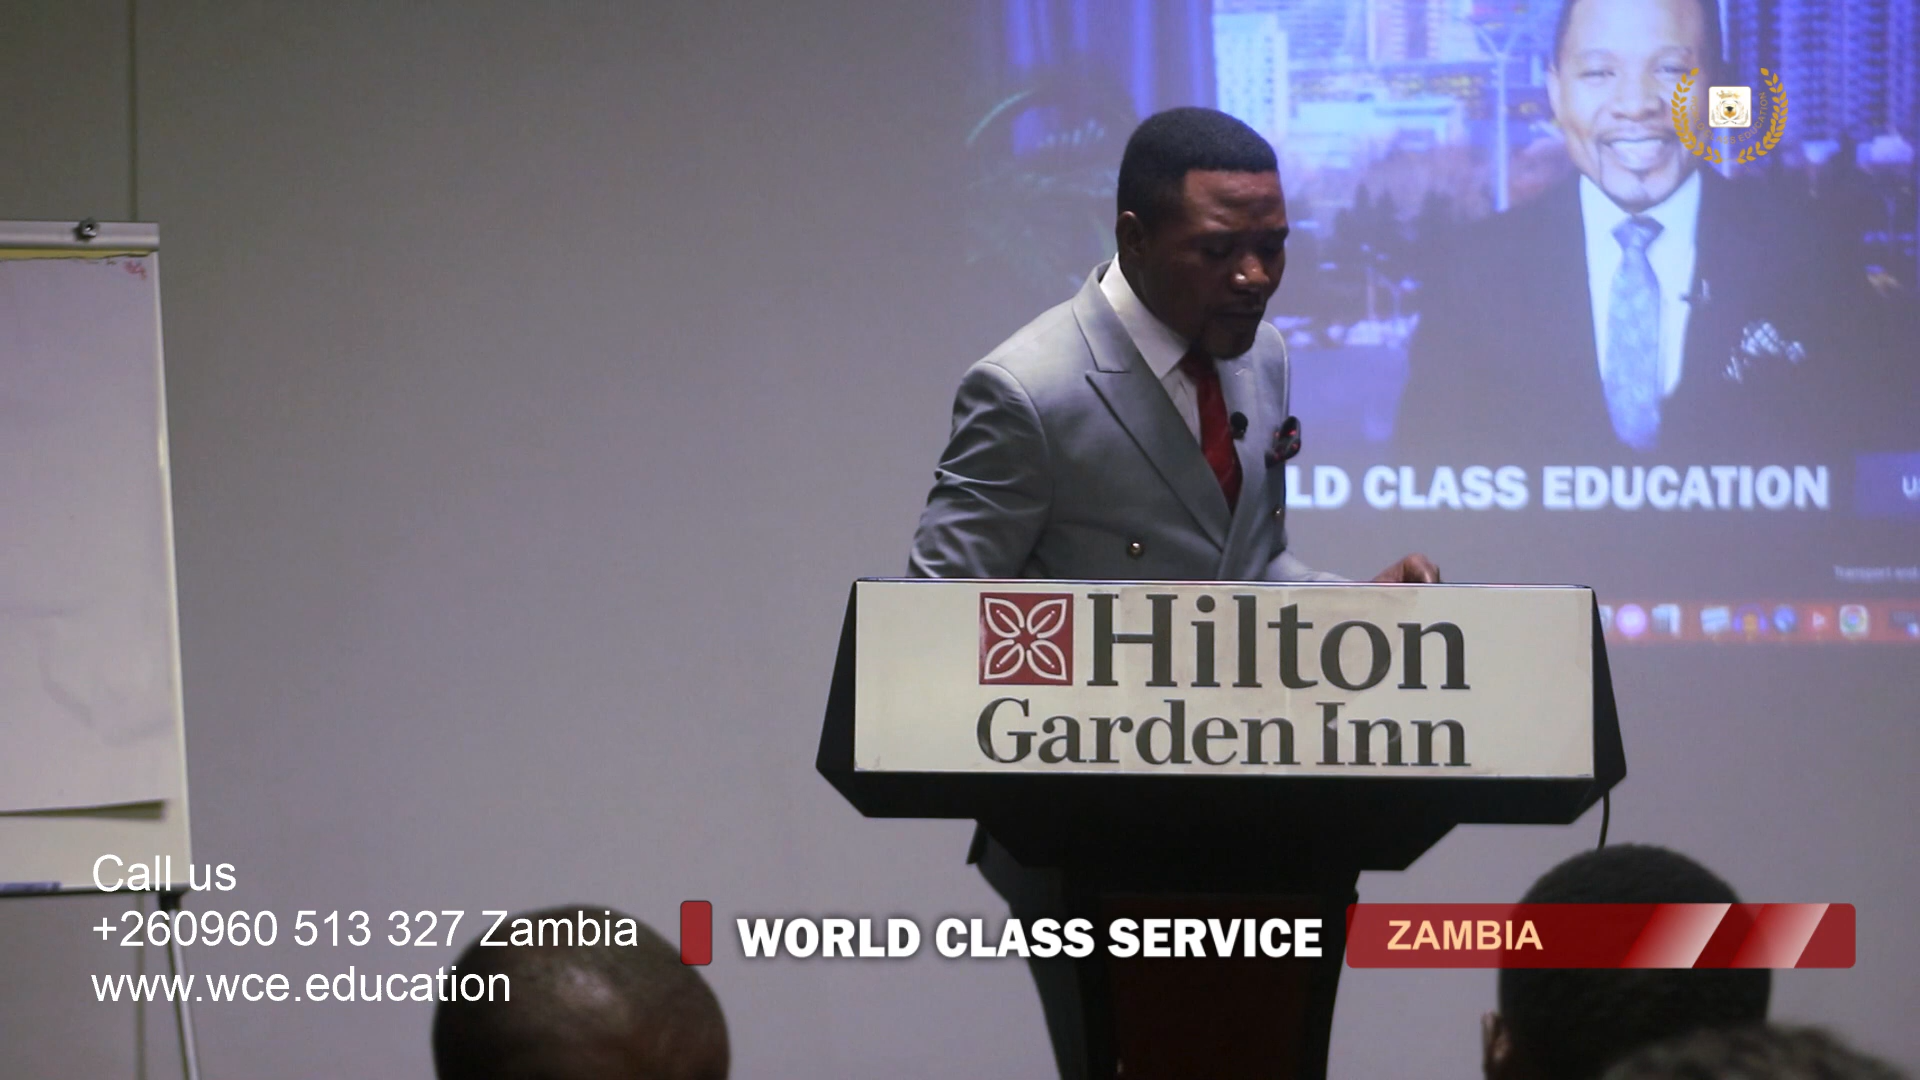 LD CLASS EDUCATION
Hilton
Garden Inn
Call us
+260960 513 327 Zambia
www.wce.education
WORLD CLASS SERVICE
ZAMBIA